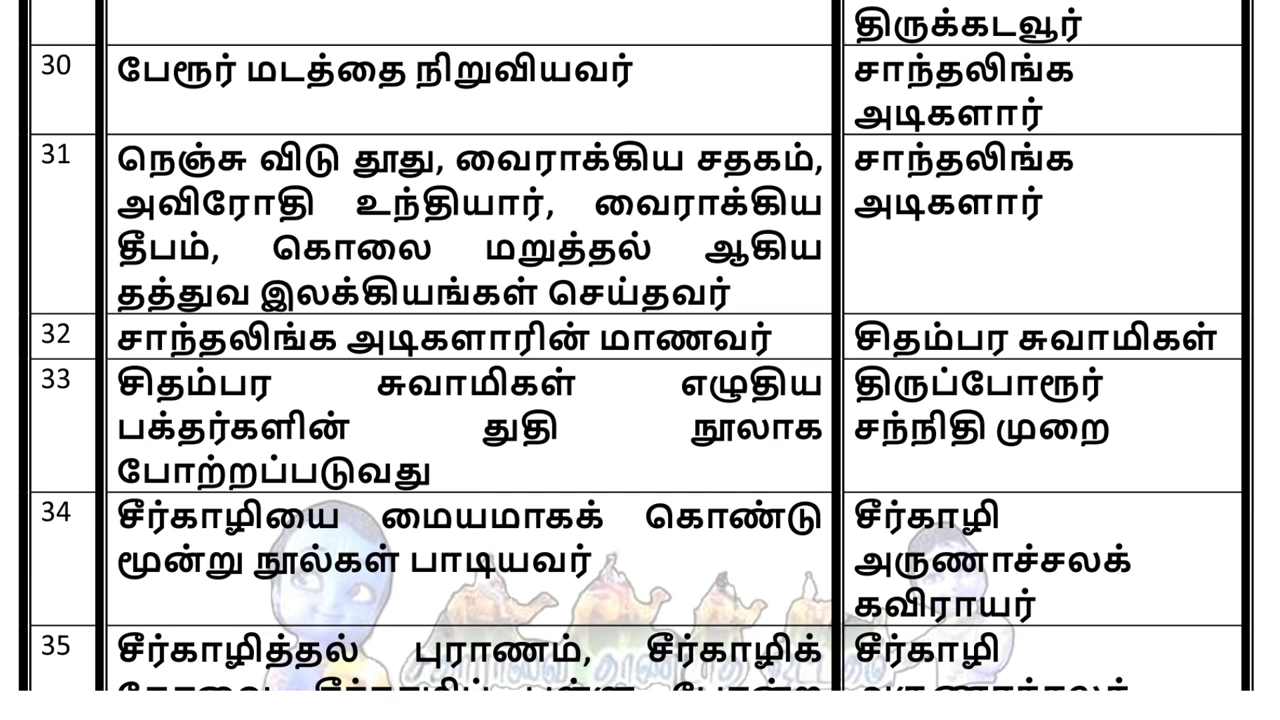 திருக்கடவூர்
30 பேரூர் மடத்தை நிறுவியவர் சாந்தலிங்க
அடிகளார்
31 நெஞ்சு விடு தூது, வைராக்கிய சதகம், சாந்தலிங்க
அவிரோதி உந்தியார், வைராக்கிய அடிகளார்
தீபம், கொலை மறுத்தல் ஆகிய
தத்துவ இலக்கியங்கள் செய்தவர்
32 சாந்தலிங்க அடிகளாரின் மாணவர் சிதம்பர சுவாமிகள்
33 சிதம்பர சுவாமிகள் எழுதிய திருப்போரூர்
பக்தர்களின் துதி நூலாக சந்நிதி முறை
போற்றப்படுவது
34 சீர்காழியை மையமாகக் கொண்டு சீர்காழி
மூன்று நூல்கள் பாடியவர் அருணாச்சலக்
கவிராயர்
35 சீர்காழித்தல் புராணம், சீர்காழிக் சீர்காழி